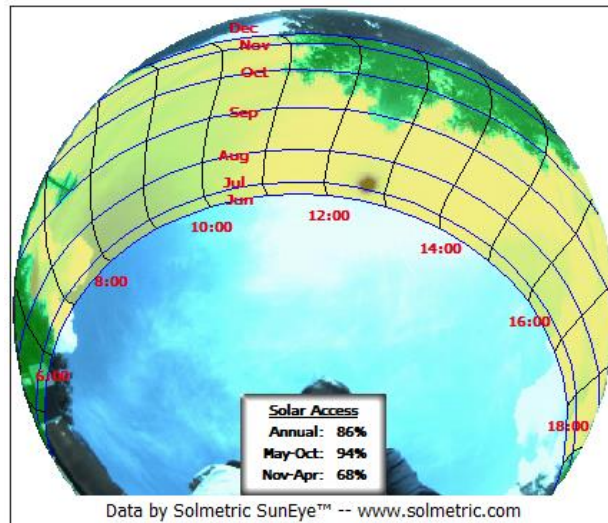 Dec
Nov
Oct
Sep
Aug
Jul
Jun
12:00
10:00
14:00
8:00
16:00
6:00
18:00
Solar Access
Annual: 86%
May-Oct: 94%
Nov-Apr: 68%
Data by Solmetric SunEye™ -- www.solmetric.com